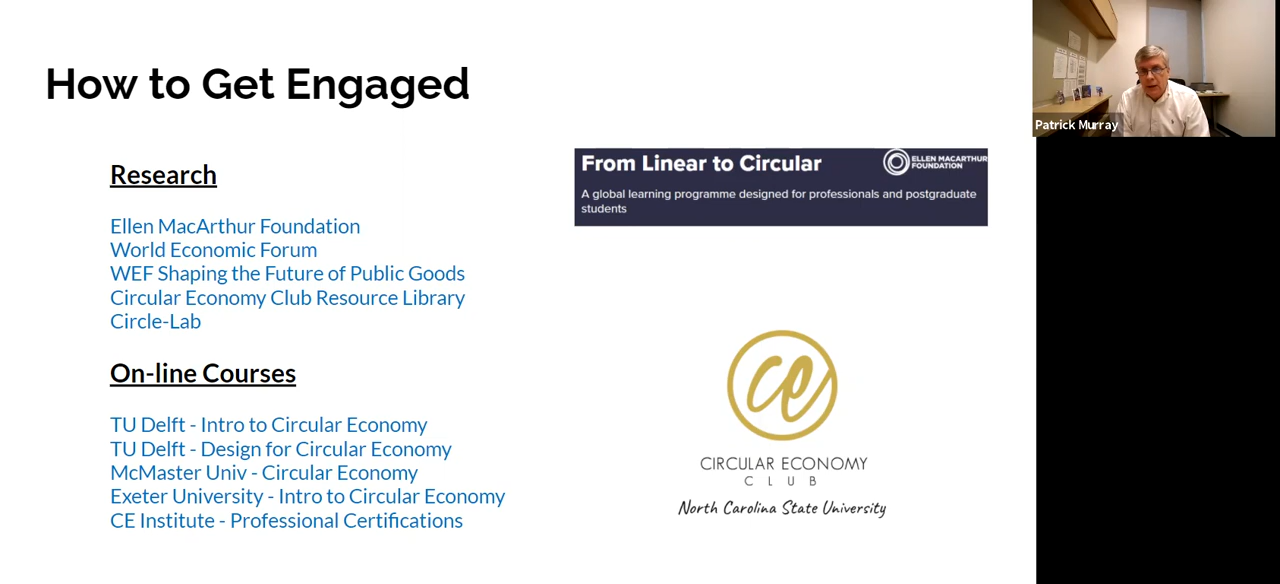 How to Get Engaged
Research
Ellen MacArthur Foundation
World Economic Forum
WEF Shaping the Future of Public Goods
Circular Economy Club Resource Library
Circle-Lab
On-line Courses
TU Delft - Intro to Circular Economy
TU Delft - Design for Circular Economy
McMaster Univ - Circular Economy
Exeter University - Intro to Circular Economy
CE Institute - Professional Certifications
From Linear to Circular
ELLEN MACARTHUR
FOUNDATION
A global learning programme designed for professionals and postgraduate
students
ce
CIRCULAR ECONOMY
CLUB
North Carolina State University
Patrick Murray